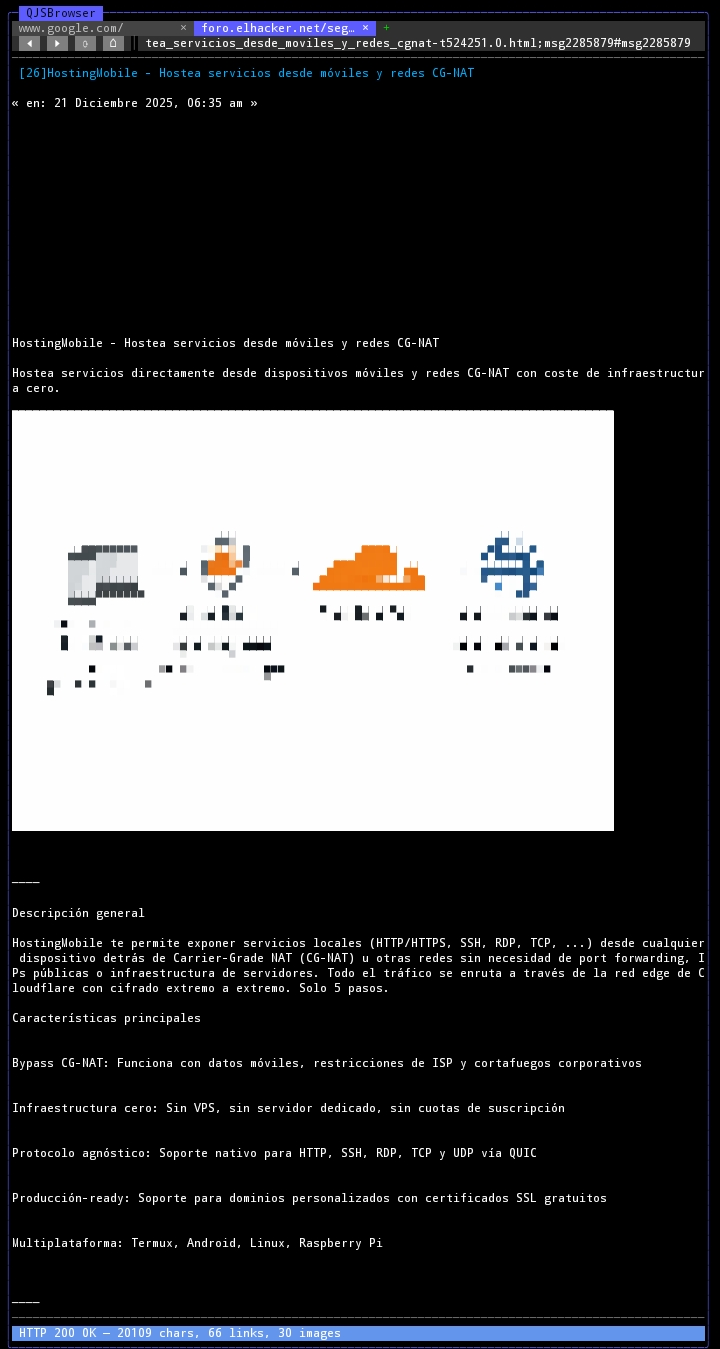 QJSBrowser
www.google.com/ × foro.elhacker.net/seg… × +
tea_servicios_desde_moviles_y_redes_cgnat-t524251.0.html;msg2285879#msg2285879
[26]HostingMobile - Hostea servicios desde móviles y redes CG-NAT
« en: 21 Diciembre 2025, 06:35 am »
HostingMobile - Hostea servicios desde móviles y redes CG-NAT
Hostea servicios directamente desde dispositivos móviles y redes CG-NAT con coste de infraestructur
a cero.
————
Descripción general
HostingMobile te permite exponer servicios locales (HTTP/HTTPS, SSH, RDP, TCP, ...) desde cualquier
dispositivo detrás de Carrier-Grade NAT (CG-NAT) u otras redes sin necesidad de port forwarding, I
Ps públicas o infraestructura de servidores. Todo el tráfico se enruta a través de la red edge de C
loudflare con cifrado extremo a extremo. Solo 5 pasos.
Características principales
Bypass CG-NAT: Funciona con datos móviles, restricciones de ISP y cortafuegos corporativos
Infraestructura cero: Sin VPS, sin servidor dedicado, sin cuotas de suscripción
Protocolo agnóstico: Soporte nativo para HTTP, SSH, RDP, TCP y UDP vía QUIC
Producción-ready: Soporte para dominios personalizados con certificados SSL gratuitos
Multiplataforma: Termux, Android, Linux, Raspberry Pi
————
HTTP 200 OK — 20109 chars, 66 links, 30 images